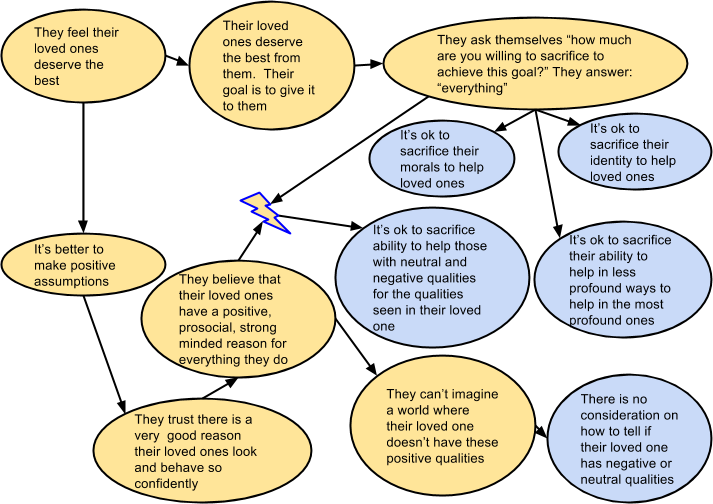 They feel their
loved ones
deserve the
best
Their loved
ones deserve
the best from
them. Their
goal is to give it
to them
They ask themselves “how much
are you willing to sacrifice to
achieve this goal?” They answer:
“everything”
It’s ok to
sacrifice their
morals to help
loved ones
It’s ok to
sacrifice their
identity to help
loved ones
It’s better to
make positive
assumptions
They believe that
their loved ones
have a positive,
prosocial, strong
minded reason for
everything they do
It’s ok to sacrifice
ability to help those
with neutral and
negative qualities
for the qualities
seen in their loved
one
It’s ok to sacrifice
their ability to
help in less
profound ways to
help in the most
profound ones
They trust there is a
very good reason
their loved ones look
and behave so
confidently
They can’t imagine
a world where
their loved one
doesn’t have these
positive qualities
There is no
consideration on
how to tell if
their loved one
has negative or
neutral qualities